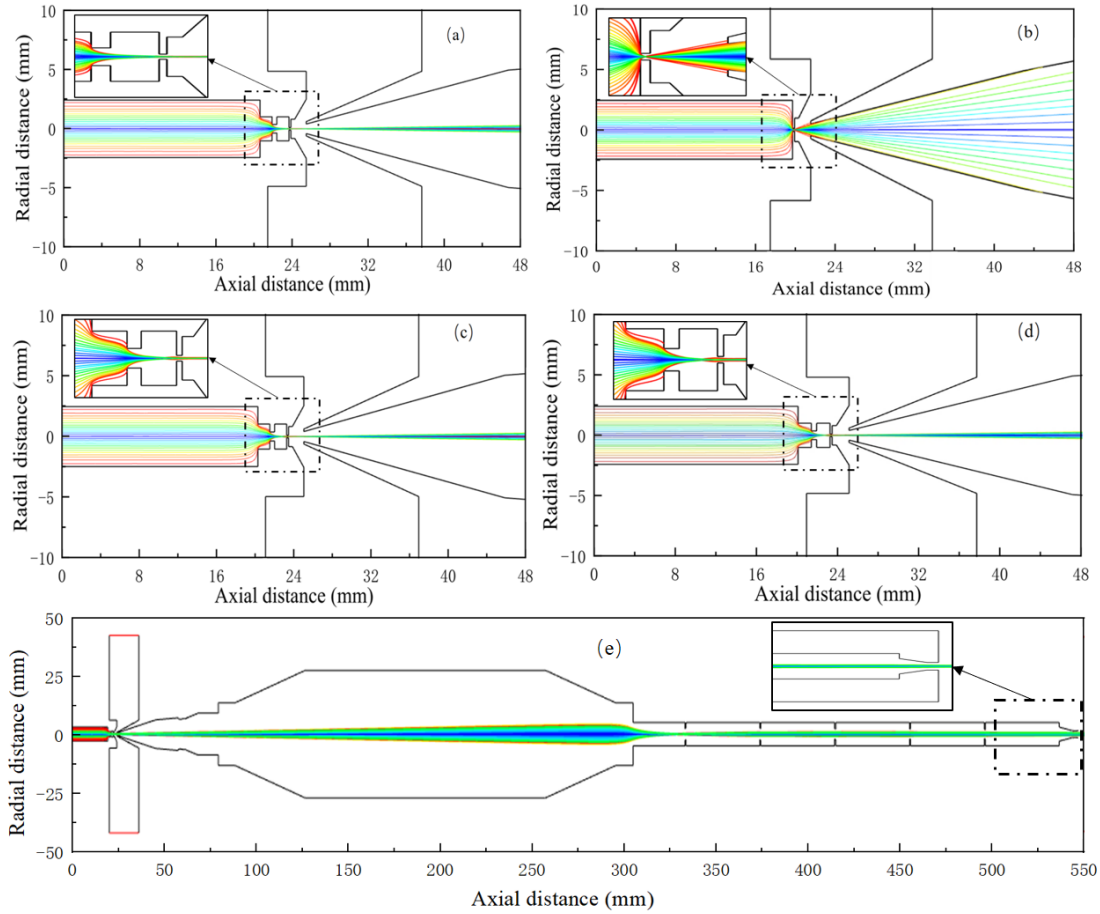 (a)
Radial distance (mm)
10
5
0
−5
−10
0 8 16 24 32 40 48
Axial distance (mm)
(b)
Radial distance (mm)
10
5
0
−5
−10
0 8 16 24 32 40 48
Axial distance (mm)
(c)
Radial distance (mm)
10
5
0
−5
−10
0 8 16 24 32 40 48
Axial distance (mm)
(d)
Radial distance (mm)
10
5
0
−5
−10
0 8 16 24 32 40 48
Axial distance (mm)
(e)
Radial distance (mm)
50
25
0
−25
−50
0 50 100 150 200 250 300 350 400 450 500 550
Axial distance (mm)